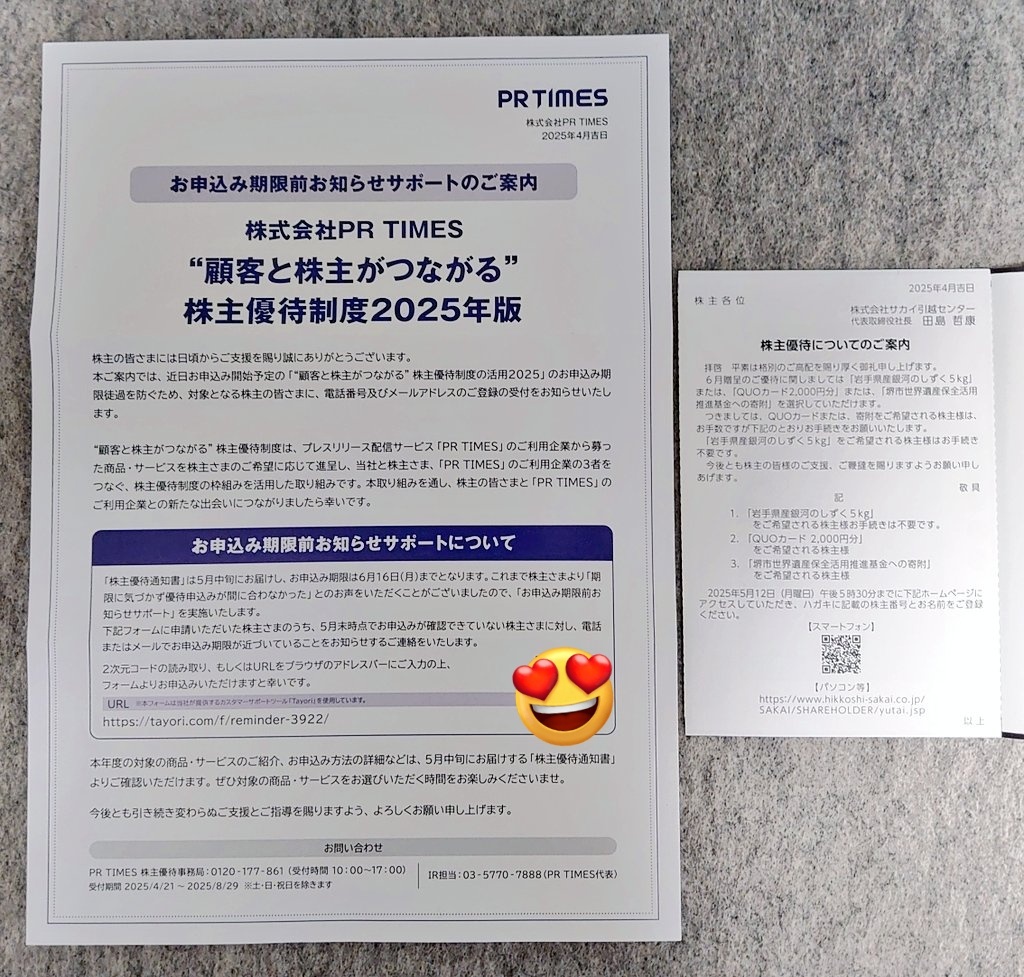 PR TIMES
株式会社PR TIMES
2025年4月吉日
お申込み期限前お知らせサポートのご案内
株式会社PR TIMES
“顧客と株主がつながる”
株主優待制度2025年版
株主の皆さまには日頃からご支援を賜り誠にありがとうございます。
本ご案内では、近日お申込み開始予定の「“顧客と株主がつながる” 株主優待制度の活用2025」のお申込み期
限徒過を防ぐため、対象となる株主の皆さまに、電話番号及びメールアドレスのご登録の受付をお知らせいたし
ます。
“顧客と株主がつながる” 株主優待制度は、プレスリリース配信サービス「PR TIMES」のご利用企業から募っ
た商品・サービスを株主さまのご希望に応じて進呈し、当社と株主さま、「PR TIMES」のご利用企業の3者を
つなぐ、株主優待制度の枠組みを活用した取り組みです。本取り組みを通し、株主の皆さまと「PR TIMES」の
ご利用企業との新たな出会いにつながりましたら幸いです。
お申込み期限前お知らせサポートについて
「株主優待通知書」は5月中旬にお届けし、お申込み期限は6月16日(月)までとなります。これまで株主さまより「期
限に気づかず優待申込みが間に合わなかった」とのお声をいただくことがございましたので、「お申込み期限前お
知らせサポート」を実施いたします。
下記フォームに申請いただいた株主さまのうち、5月末時点でお申込みが確認できていない株主さまに対し、電話
またはメールでお申込み期限が近づいていることをお知らせするご連絡をいたします。
2次元コードの読み取り、もしくはURLをブラウザのアドレスバーにご入力の上、
フォームよりお申込みいただけますと幸いです。
URL ※本フォームは当社が提供するカスタマーサポートツール「Tayori」を使用しています。
https://tayori.com/f/reminder-3922/
本年度の対象の商品・サービスのご紹介、お申込み方法の詳細などは、5月中旬にお届けする「株主優待通知書」
よりご確認いただけます。ぜひ対象の商品・サービスをお選びいただく時間をお楽しみくださいませ。
今後とも引き続き変わらぬご支援とご指導を賜りますよう、よろしくお願い申し上げます。
お問い合わせ
PR TIMES 株主優待事務局：0120-177-861 (受付時間 10：00〜17：00)
受付期間 2025/4/21 〜 2025/8/29 ※土・日・祝日を除きます
IR担当：03-5770-7888(PR TIMES代表)
2025年4月吉日
株主各位
株式会社サカイ引越センター
代表取締役社長 田島 哲康
株主優待についてのご案内
拝啓 平素は格別のご高配を賜り厚く御礼申し上げます。
６月贈呈のご優待に関しましては「岩手県産銀河のしずく５kg」
または、「QUOカード2,000円分」または、「堺市世界遺産保全活用
推進基金への寄附」を選択していただけます。
つきましては、QUOカードまたは、寄附をご希望される株主様は、
お手数ですが下記のとおりお手続きをお願いいたします。
「岩手県産銀河のしずく５kg」をご希望される株主様はお手続き
不要です。
今後とも株主の皆様のご支援、ご鞭撻を賜りますようお願い申し
あげます。
敬具
記
1．「岩手県産銀河のしずく５kg」
をご希望される株主様お手続きは不要です。
2．「QUOカード 2,000円分」
をご希望される株主様
3．「堺市世界遺産保全活用推進基金への寄附」
をご希望される株主様
2025年5月12日（月曜日）午後５時30分までに下記ホームページに
アクセスしていただき、ハガキに記載の株主番号とお名前をご登録
ください。
【スマートフォン】
【パソコン等】
https://www.hikkoshi-sakai.co.jp/
SAKAI/SHAREHOLDER/yutai.jsp
以上